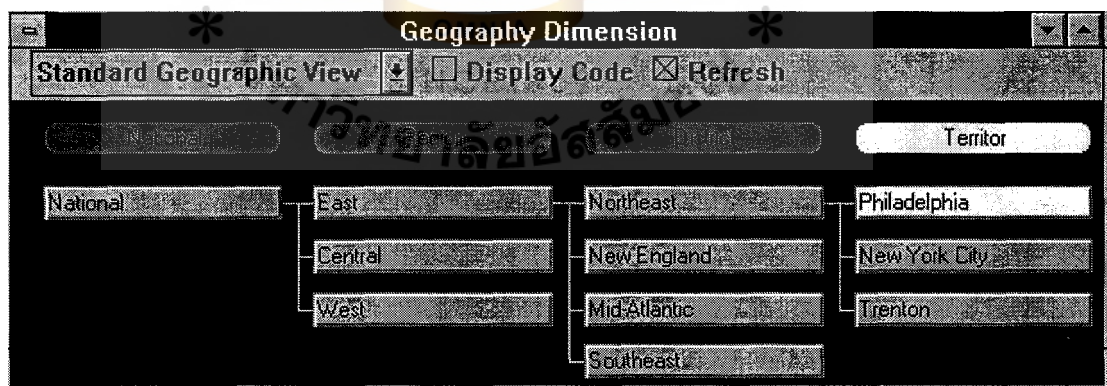 Geography Dimension
Standard Geographic View Display Code Refresh
National Territor
National East Northeast Philadelphia
Central New England New York City
West Mid-Atlantic Trenton
Southeast